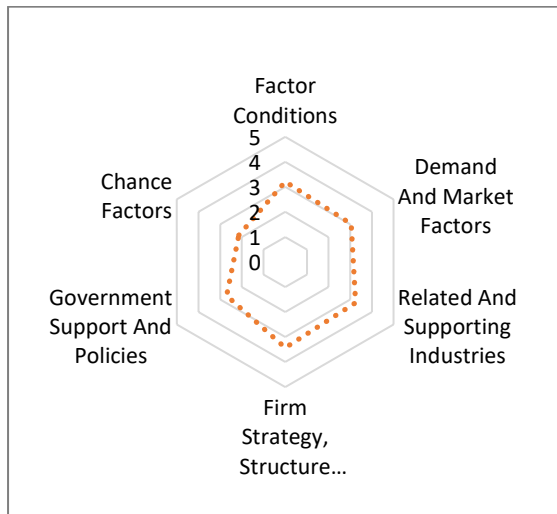 Factor
Conditions
5
4
3
2
1
0
Demand
And Market
Factors
Related And
Supporting
Industries
Firm
Strategy,
Structure…
Government
Support And
Policies
Chance
Factors